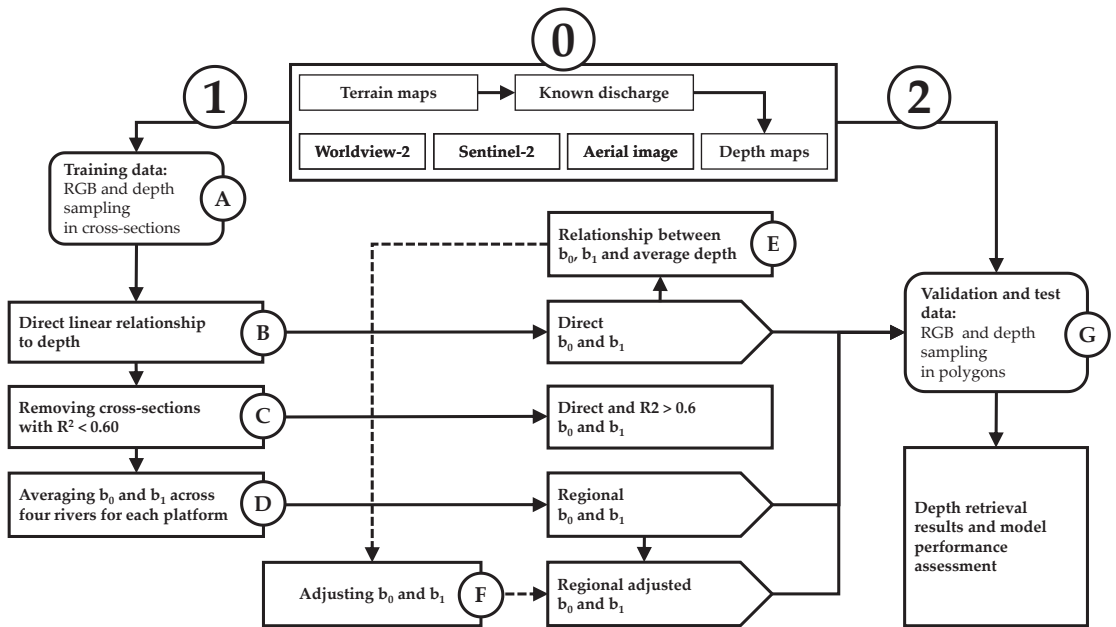 0
1
2
Terrain maps
Known discharge
Worldview-2
Sentinel-2
Aerial image
Depth maps
Training data:
RGB and depth
sampling
in cross-sections
A
Relationship between
b₀, b₁ and average depth
E
Direct linear relationship
to depth
B
Direct
b₀ and b₁
Validation and test
data:
RGB and depth
sampling
in polygons
G
Removing cross-sections
with R² < 0.60
C
Direct and R2 > 0.6
b₀ and b₁
Averaging b₀ and b₁ across
four rivers for each platform
D
Regional
b₀ and b₁
Depth retrieval
results and model
performance
assessment
Adjusting b₀ and b₁
F
Regional adjusted
b₀ and b₁